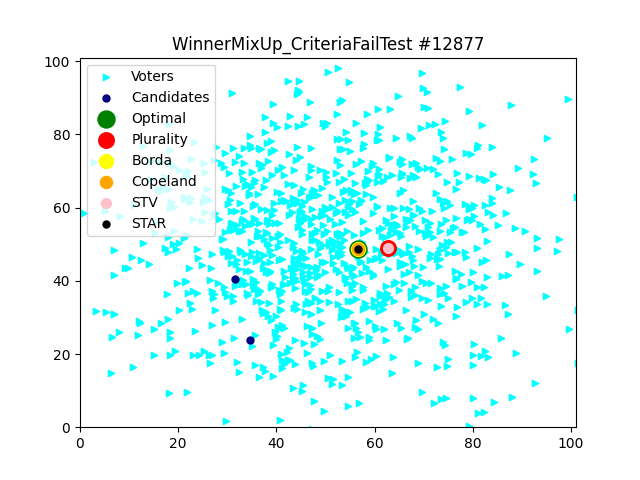 WinnerMixUp_CriteriaFailTest #12877
Voters
Candidates
Optimal
Plurality
Borda
Copeland
STV
STAR
100
80
60
40
20
0
0 20 40 60 80 100